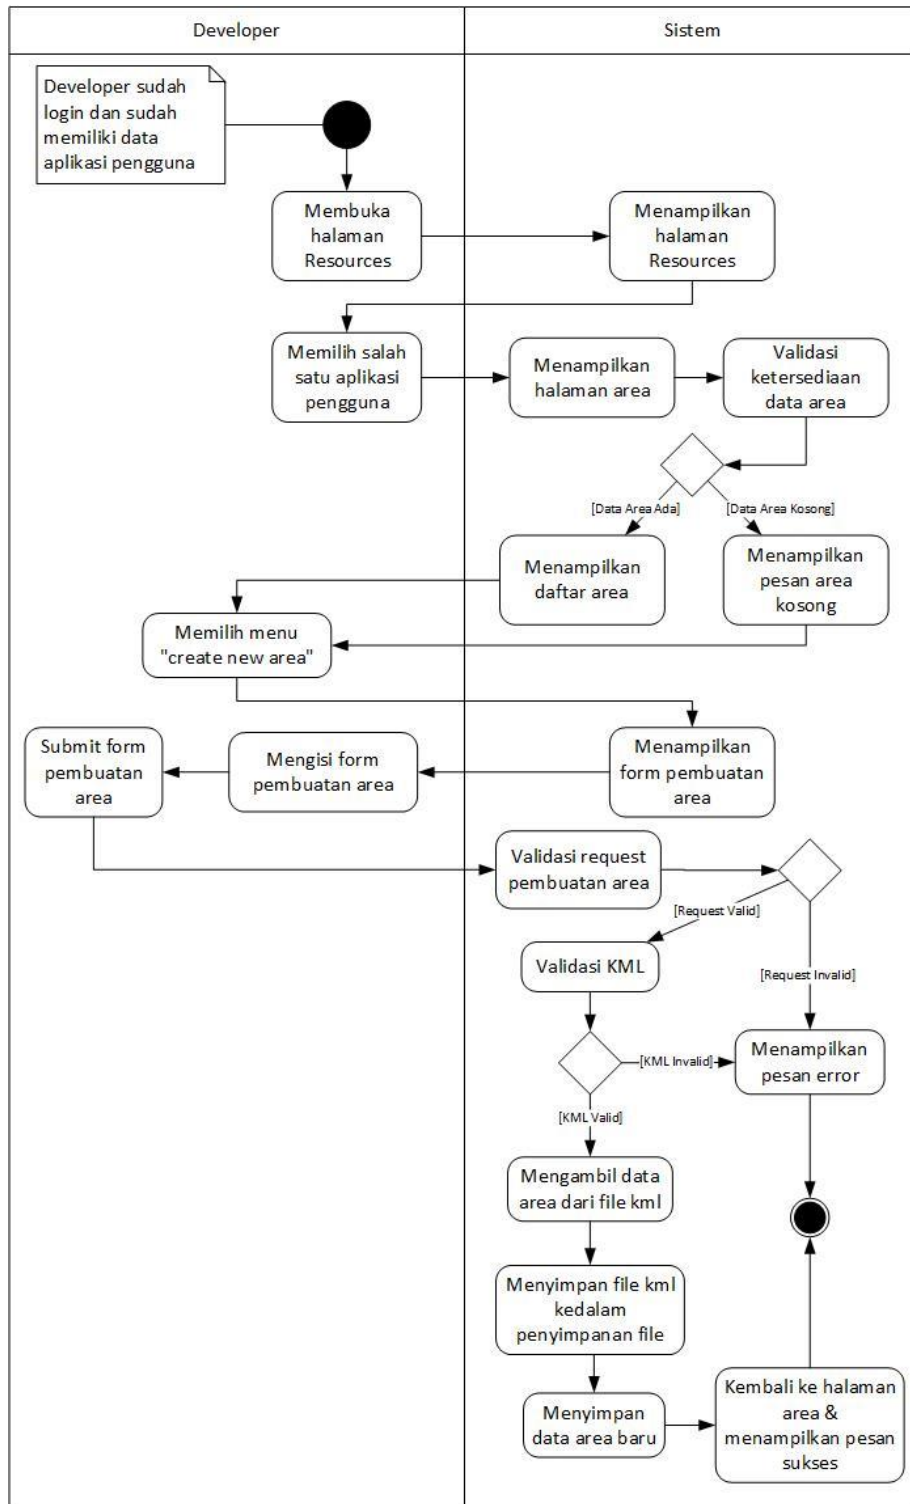 Developer
Sistem
Developer sudah
login dan sudah
memiliki data
aplikasi pengguna
Membuka
halaman
Resources
Menampilkan
halaman
Resources
Memilih salah
satu aplikasi
pengguna
Menampilkan
halaman area
Validasi
ketersediaan
data area
[Data Area Ada]
[Data Area Kosong]
Menampilkan
daftar area
Menampilkan
pesan area
kosong
Memilih menu
"create new area"
Submit form
pembuatan
area
Mengisi form
pembuatan area
Menampilkan
form pembuatan
area
Validasi request
pembuatan area
[Request Valid]
[Request Invalid]
Validasi KML
[KML Invalid]
Menampilkan
pesan error
[KML Valid]
Mengambil data
area dari file kml
Menyimpan file kml
kedalam
penyimpanan file
Menyimpan
data area baru
Kembali ke halaman
area &
menampilkan pesan
sukses